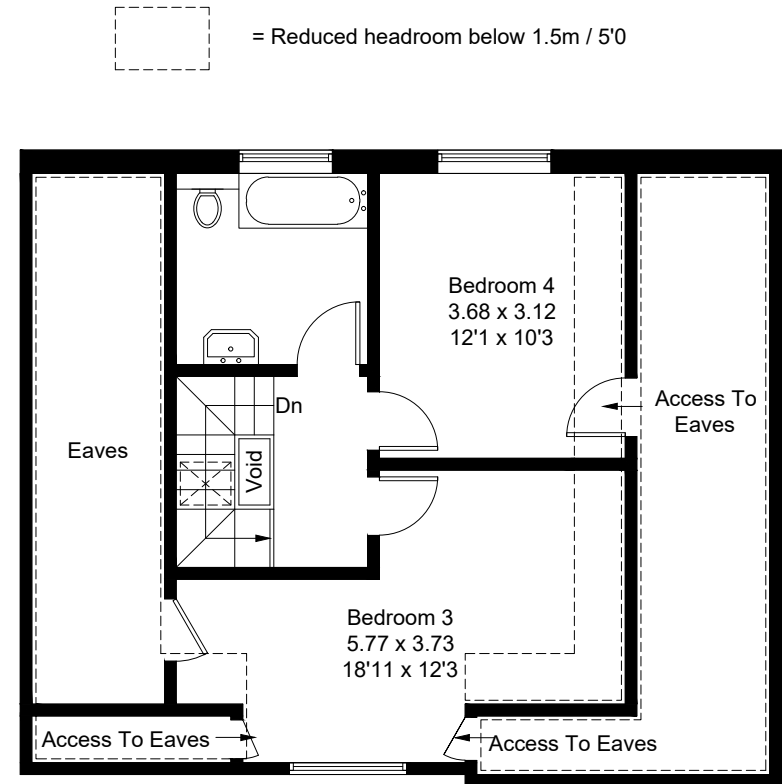 = Reduced headroom below 1.5m / 5'0
Bedroom 4
3.68 x 3.12
12'1 x 10'3
Dn
Access To
Eaves
Eaves
Void
Bedroom 3
5.77 x 3.73
18'11 x 12'3
Access To Eaves
Access To Eaves